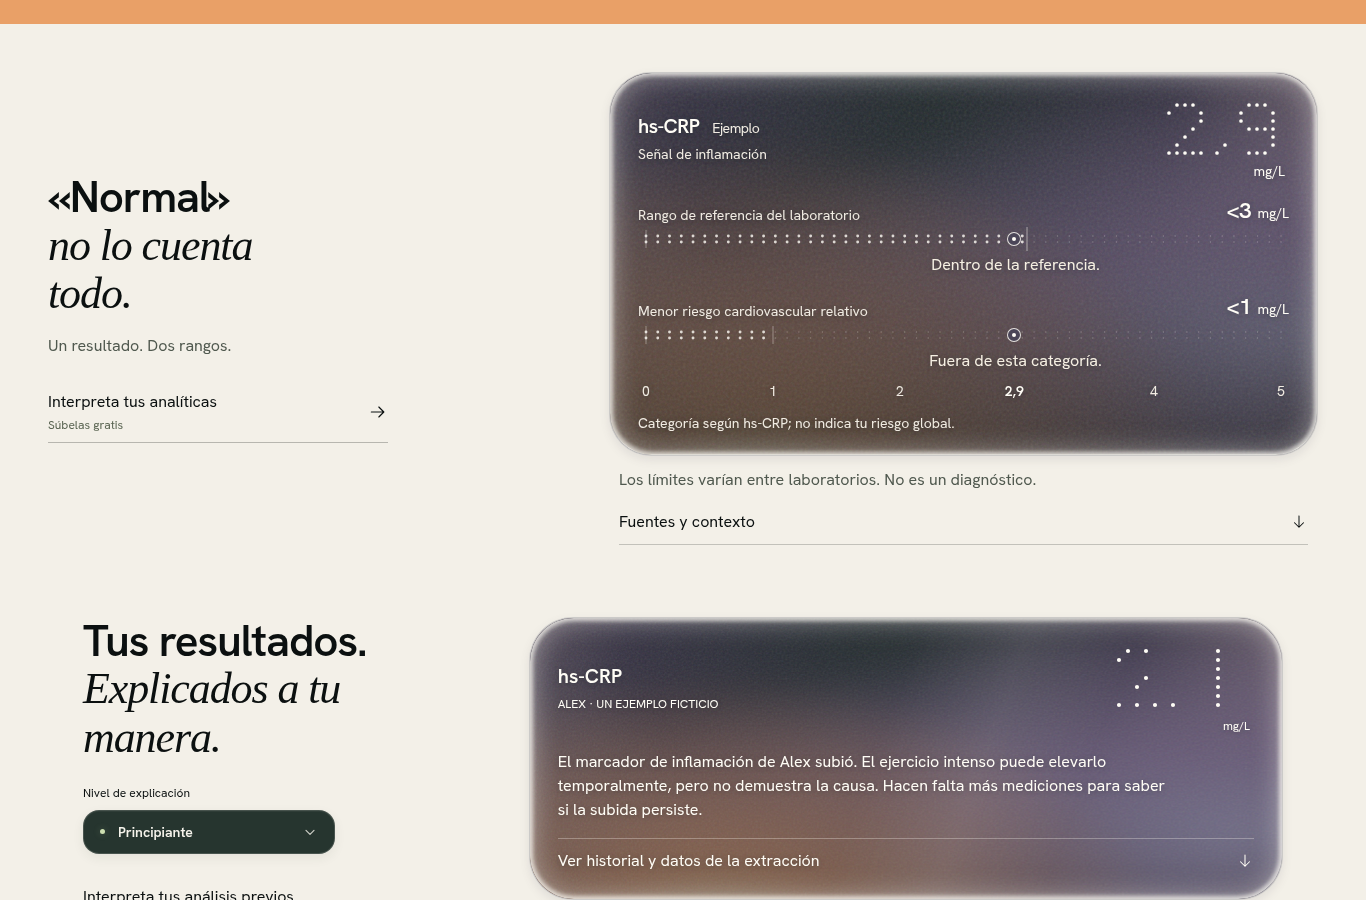 «Normal»
no lo cuenta
todo.
Un resultado. Dos rangos.
Interpreta tus analíticas
Súbelas gratis
hs-CRP Ejemplo
Señal de inflamación
2,9
mg/L
Rango de referencia del laboratorio
<3 mg/L
Dentro de la referencia.
Menor riesgo cardiovascular relativo
<1 mg/L
Fuera de esta categoría.
0 1 2 2,9 4 5
Categoría según hs-CRP; no indica tu riesgo global.
Los límites varían entre laboratorios. No es un diagnóstico.
Fuentes y contexto
Tus resultados.
Explicados a tu
manera.
Nivel de explicación
Principiante
Interpreta tus análisis previos
hs-CRP
ALEX · UN EJEMPLO FICTICIO
mg/L
El marcador de inflamación de Alex subió. El ejercicio intenso puede elevarlo
temporalmente, pero no demuestra la causa. Hacen falta más mediciones para saber
si la subida persiste.
Ver historial y datos de la extracción